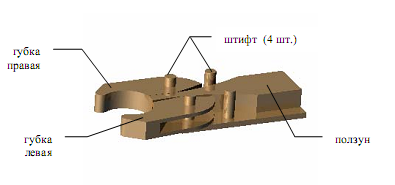 штифт (4 шт.)
губка
правая
губка
левая
ползун